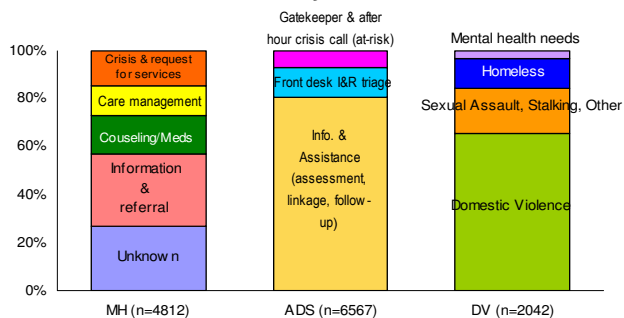 Gatekeeper & after
hour crisis call (at-risk)
Mental health needs
100%
80%
60%
40%
20%
0%
Crisis & request
for services
Care management
Couseling/Meds
Information
&
referral
Unknown
Front desk I&R triage
Info. &
Assistance
(assessment,
linkage, follow-
up)
Homeless
Sexual Assault, Stalking, Other
Domestic Violence
MH (n=4812)
ADS (n=6567)
DV (n=2042)